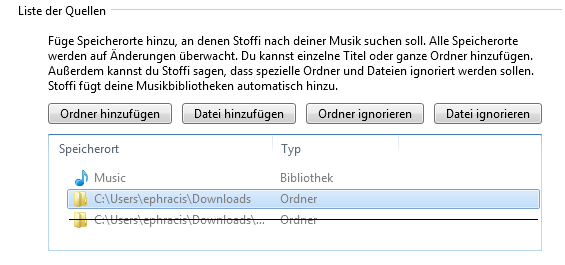 Liste der Quellen
Füge Speicherorte hinzu, an denen Stoffi nach deiner Musik suchen soll. Alle Speicherorte
werden auf Änderungen überwacht. Du kannst einzelne Titel oder ganze Ordner hinzufügen.
Außerdem kannst du Stoffi sagen, dass spezielle Ordner und Dateien ignoriert werden sollen.
Stoffi fügt deine Musikbibliotheken automatisch hinzu.
Ordner hinzufügen Datei hinzufügen Ordner ignorieren Datei ignorieren
Speicherort Typ
Music Bibliothek
C:\Users\ephracis\Downloads Ordner
C:\Users\ephracis\Downloads\... Ordner